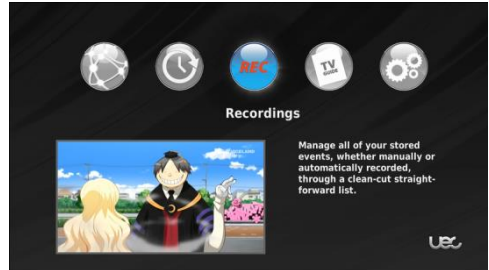 REC
TV
GUIDE
Recordings
Manage all of your stored
events, whether manually or
automatically recorded,
through a clean-cut straight-
forward list.
UEC